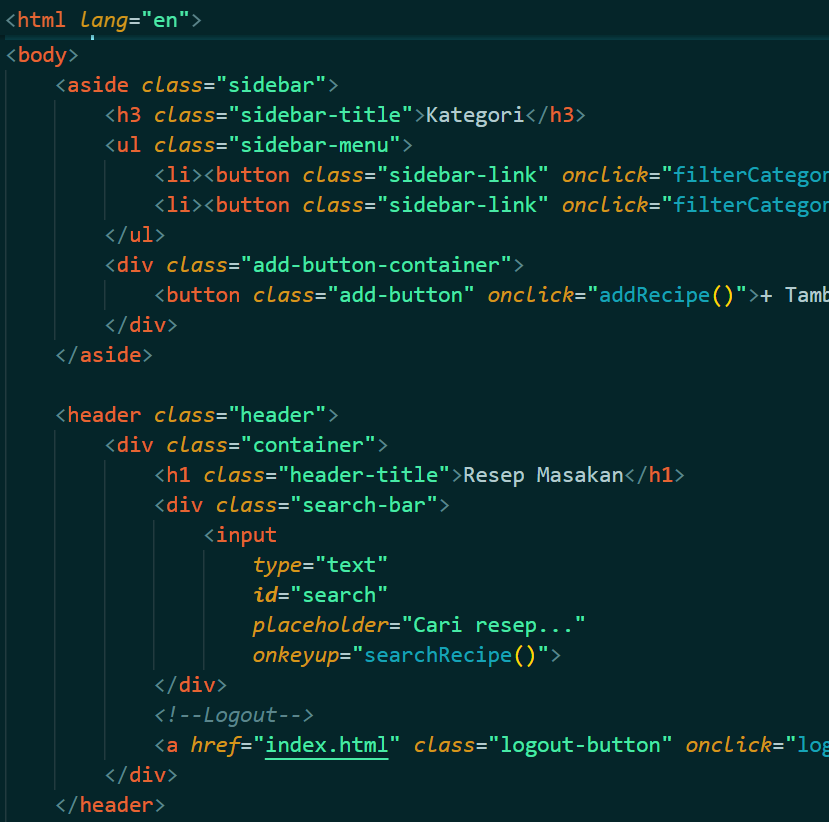 <html lang="en">
<body>
    <aside class="sidebar">
        <h3 class="sidebar-title">Kategori</h3>
        <ul class="sidebar-menu">
            <li><button class="sidebar-link" onclick="filterCategor
            <li><button class="sidebar-link" onclick="filterCategor
        </ul>
        <div class="add-button-container">
            <button class="add-button" onclick="addRecipe()">+ Tamb
        </div>
    </aside>

    <header class="header">
        <div class="container">
            <h1 class="header-title">Resep Masakan</h1>
            <div class="search-bar">
                <input
                    type="text"
                    id="search"
                    placeholder="Cari resep..."
                    onkeyup="searchRecipe()">
            </div>
            <!--Logout-->
            <a href="index.html" class="logout-button" onclick="log
        </div>
    </header>